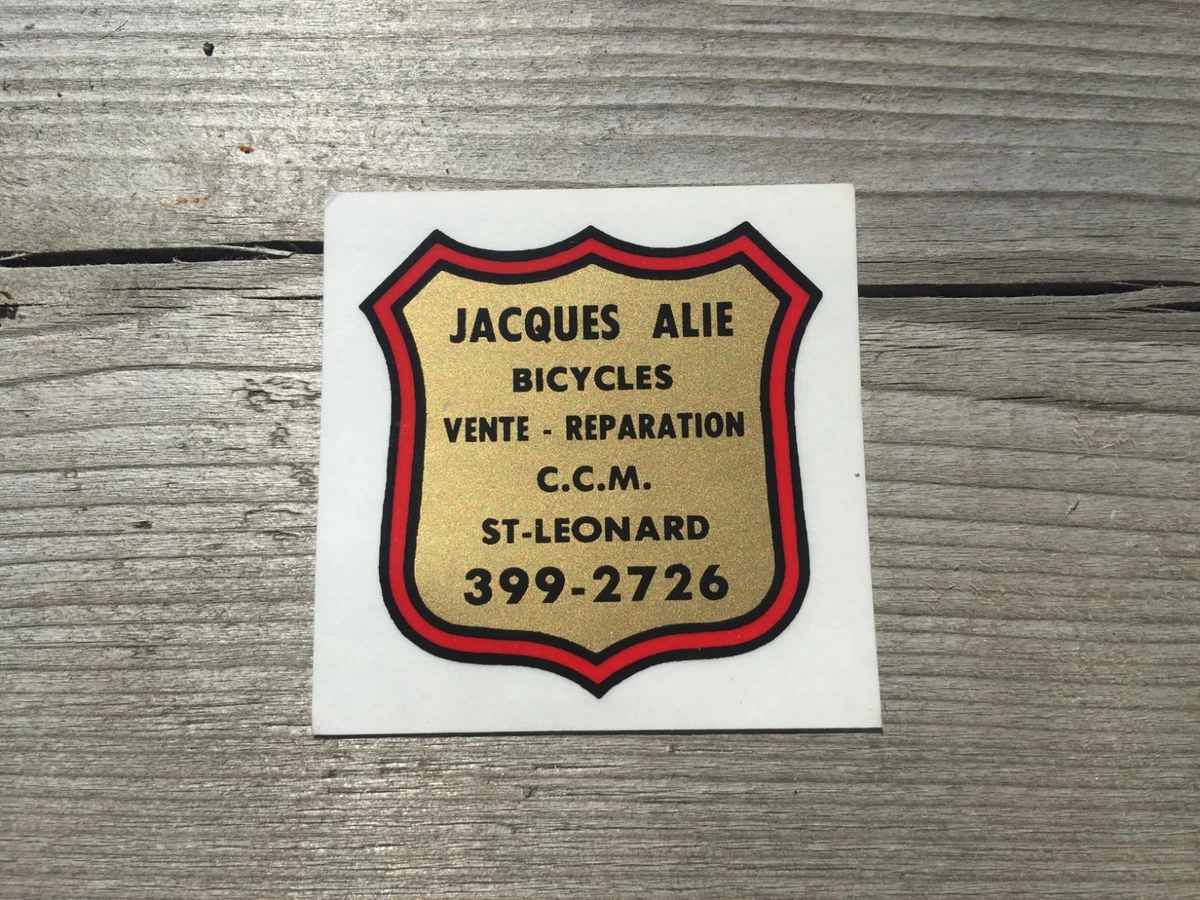 JACQUES ALIE
BICYCLES
VENTE - REPARATION
C.C.M.
ST-LEONARD
399-2726